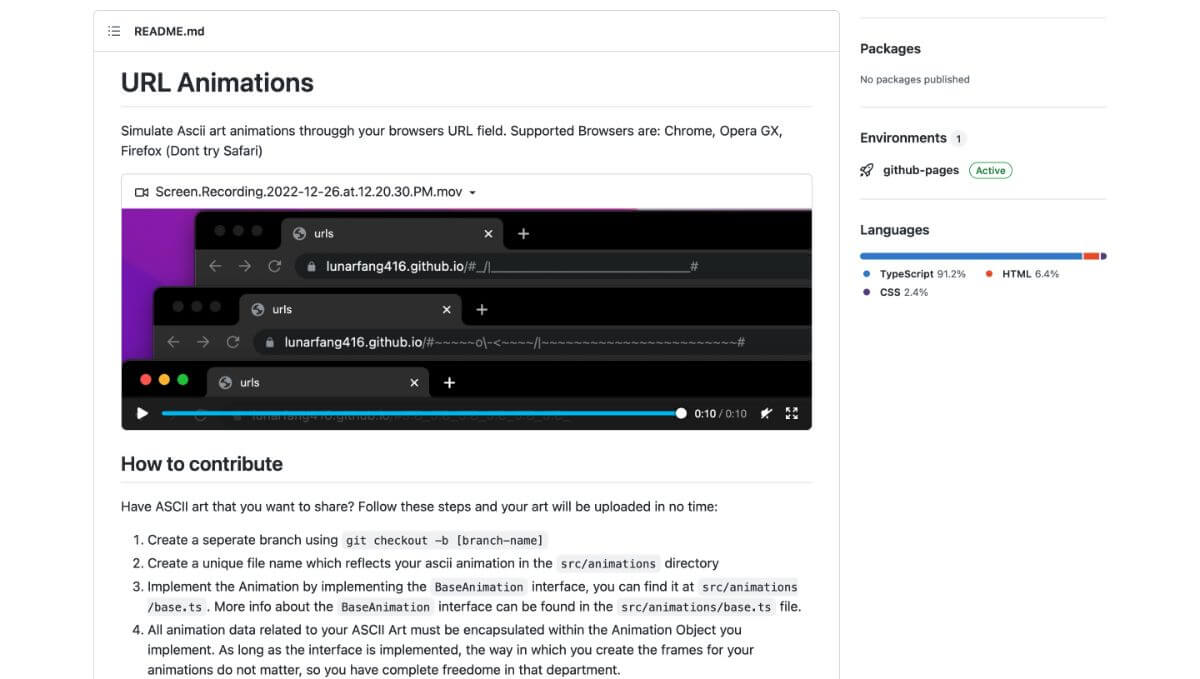 README.md
URL Animations
Simulate Ascii art animations througgh your browsers URL field. Supported Browsers are: Chrome, Opera GX,
Firefox (Dont try Safari)
Screen.Recording.2022-12-26.at.12.20.30.PM.mov
urls
lunarfang416.github.io/#_/|____________________________#
urls
lunarfang416.github.io/#~~~~~o\-<~~~~/|~~~~~~~~~~~~~~~~~~~~~~~~#
urls
0:10 / 0:10
How to contribute
Have ASCII art that you want to share? Follow these steps and your art will be uploaded in no time:
1. Create a seperate branch using git checkout -b [branch-name]
2. Create a unique file name which reflects your ascii animation in the src/animations directory
3. Implement the Animation by implementing the BaseAnimation interface, you can find it at src/animations
/base.ts . More info about the BaseAnimation interface can be found in the src/animations/base.ts file.
4. All animation data related to your ASCII Art must be encapsulated within the Animation Object you
implement. As long as the interface is implemented, the way in which you create the frames for your
animations do not matter, so you have complete freedome in that department.
Packages
No packages published
Environments 1
github-pages Active
Languages
TypeScript 91.2% HTML 6.4%
CSS 2.4%